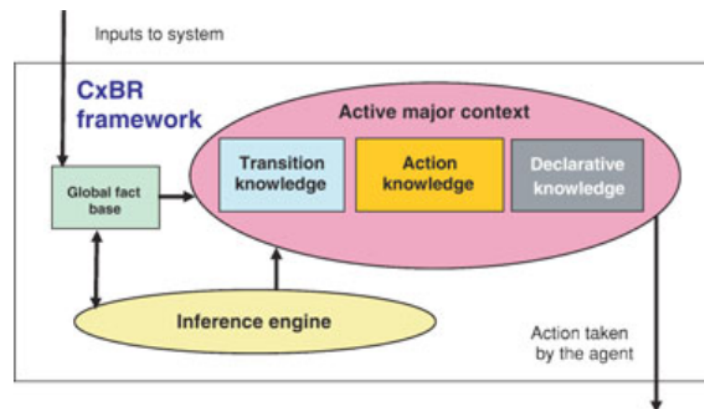 Inputs to system
CxBR
framework
Active major context
Transition
knowledge
Action
knowledge
Declarative
knowledge
Global fact
base
Inference engine
Action taken
by the agent